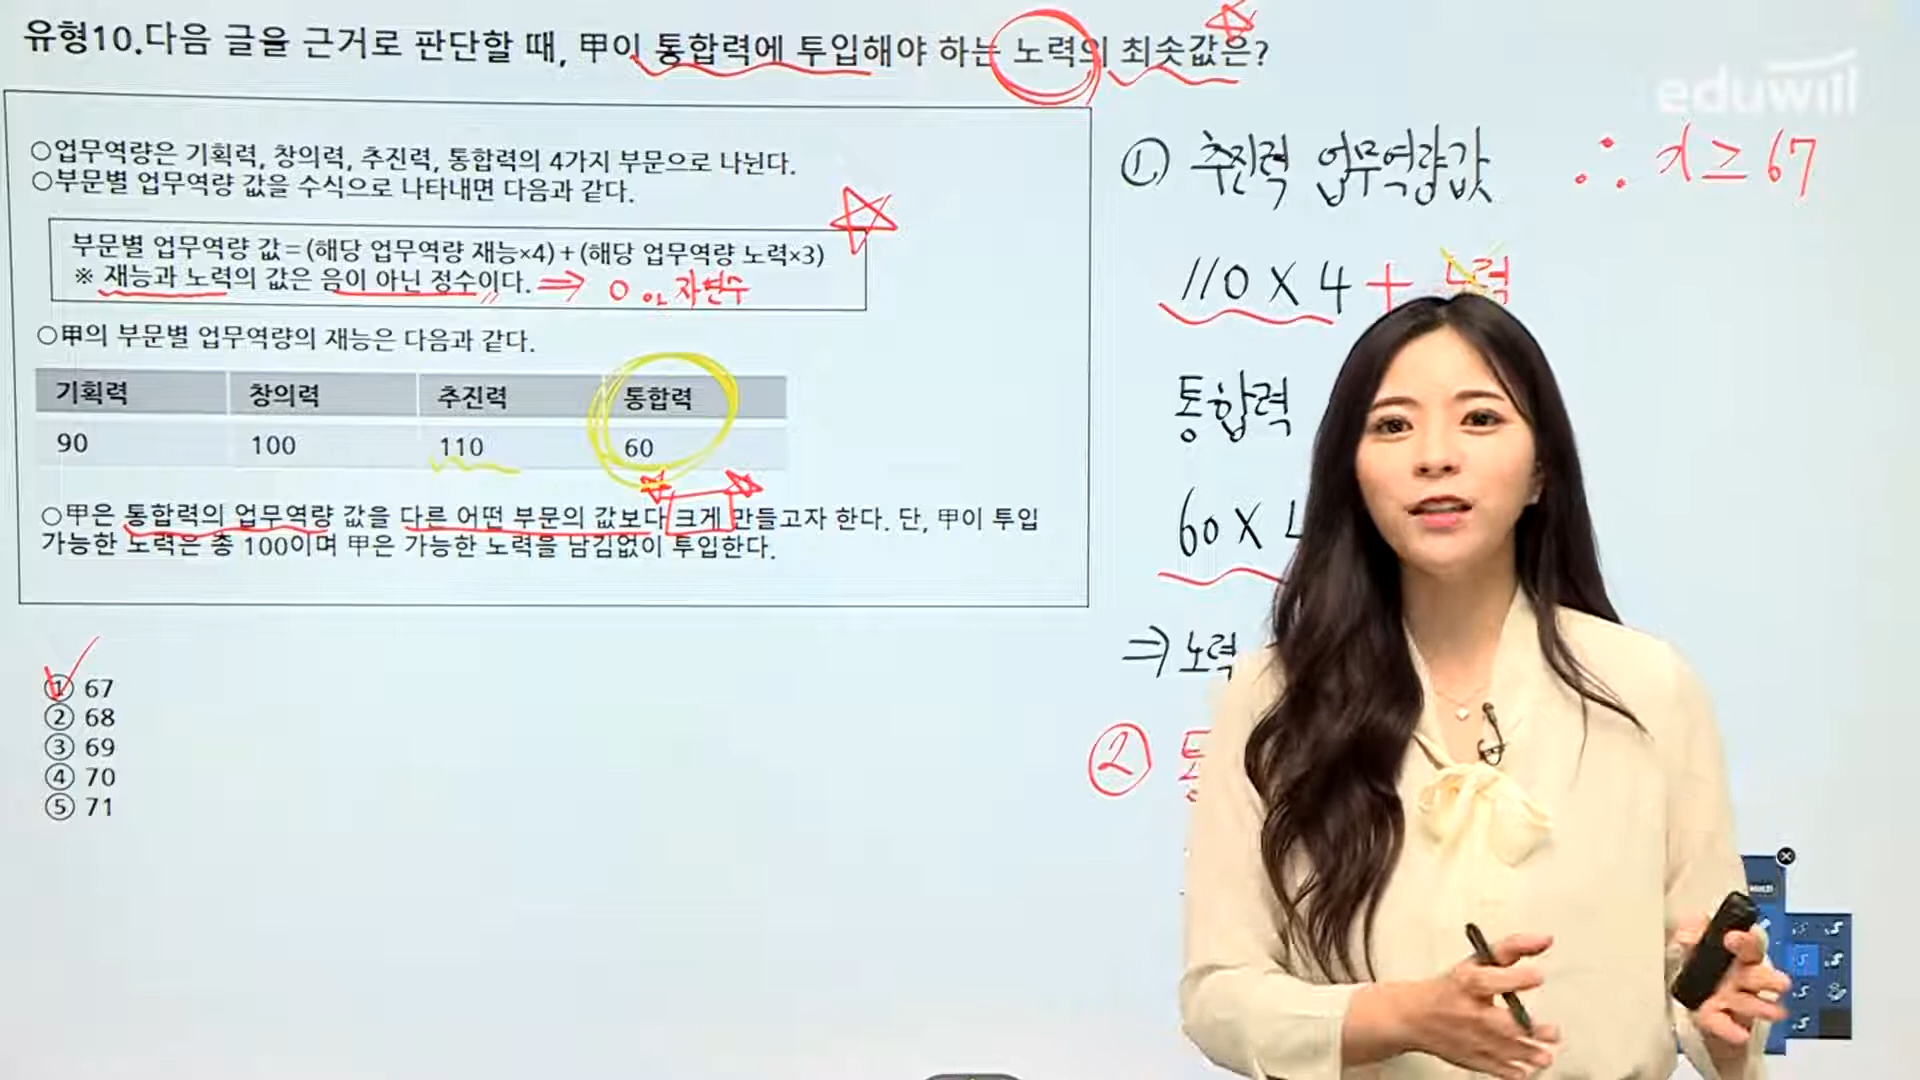 유형10.다음 글을 근거로 판단할 때, 甲이 통합력에 투입해야 하는 노력의 최솟값은?
eduwill
○업무역량은 기획력, 창의력, 추진력, 통합력의 4가지 부문으로 나뉜다.
○부문별 업무역량 값을 수식으로 나타내면 다음과 같다.
부문별 업무역량 값=(해당 업무역량 재능×4)+(해당 업무역량 노력×3)
※ 재능과 노력의 값은 음이 아닌 정수이다. ⇒ 0 or 자연수
○甲의 부문별 업무역량의 재능은 다음과 같다.
기획력 창의력 추진력 통합력
90 100 110 60
○甲은 통합력의 업무역량 값을 다른 어떤 부문의 값보다 크게 만들고자 한다. 단, 甲이 투입
가능한 노력은 총 100이며 甲은 가능한 노력을 남김없이 투입한다.
① 67
② 68
③ 69
④ 70
⑤ 71
① 추진력 업무역량값
∴ x ≥ 67
110 X 4 + 노력
통합력
60 X 4
⇒ 노력
②